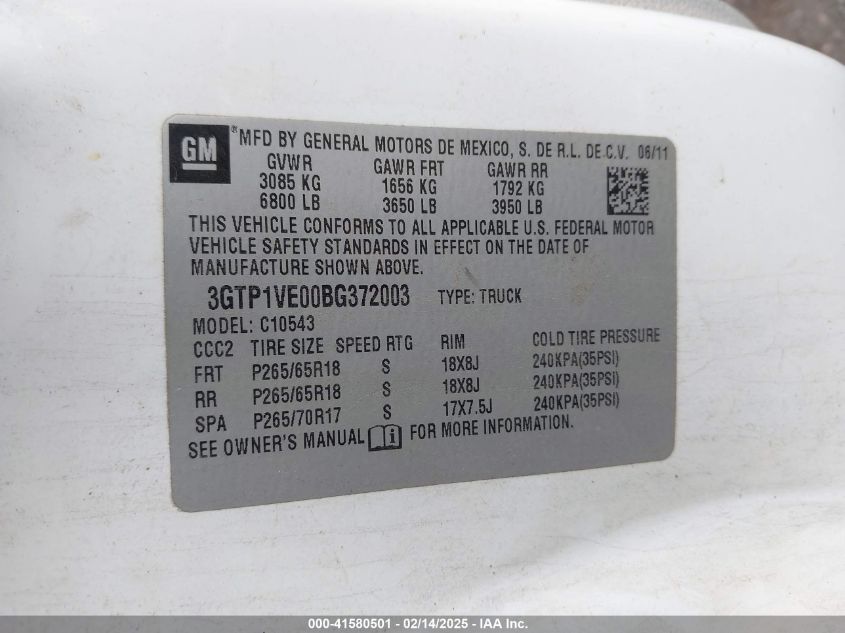 GM
®MFD BY GENERAL MOTORS DE MEXICO, S. DE R.L. DE C.V. 06/11
GVWR GAWR FRT GAWR RR
3085 KG 1656 KG 1792 KG
6800 LB 3650 LB 3950 LB
THIS VEHICLE CONFORMS TO ALL APPLICABLE U.S. FEDERAL MOTOR
VEHICLE SAFETY STANDARDS IN EFFECT ON THE DATE OF
MANUFACTURE SHOWN ABOVE.
3GTP1VE00BG372003 TYPE: TRUCK
MODEL: C10543
CCC2 TIRE SIZE SPEED RTG RIM COLD TIRE PRESSURE
FRT P265/65R18 S 18X8J 240KPA(35PSI)
RR P265/65R18 S 18X8J 240KPA(35PSI)
SPA P265/70R17 S 17X7.5J 240KPA(35PSI)
SEE OWNER'S MANUAL i FOR MORE INFORMATION.
000-41580501 - 02/14/2025 - IAA Inc.